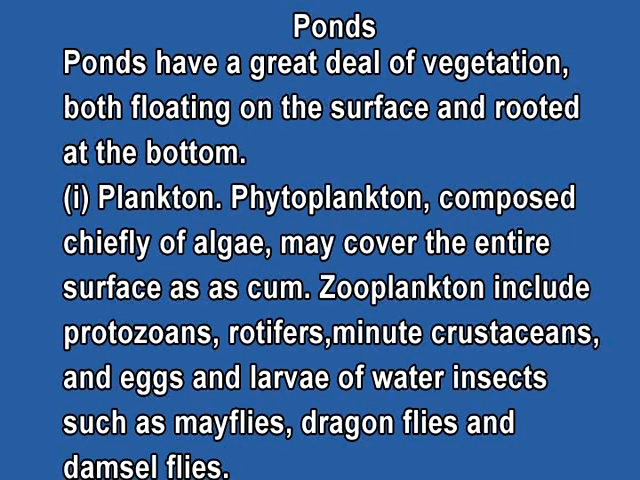 Ponds
Ponds have a great deal of vegetation,
both floating on the surface and rooted
at the bottom.
(i) Plankton. Phytoplankton, composed
chiefly of algae, may cover the entire
surface as as cum. Zooplankton include
protozoans, rotifers,minute crustaceans,
and eggs and larvae of water insects
such as mayflies, dragon flies and
damsel flies.